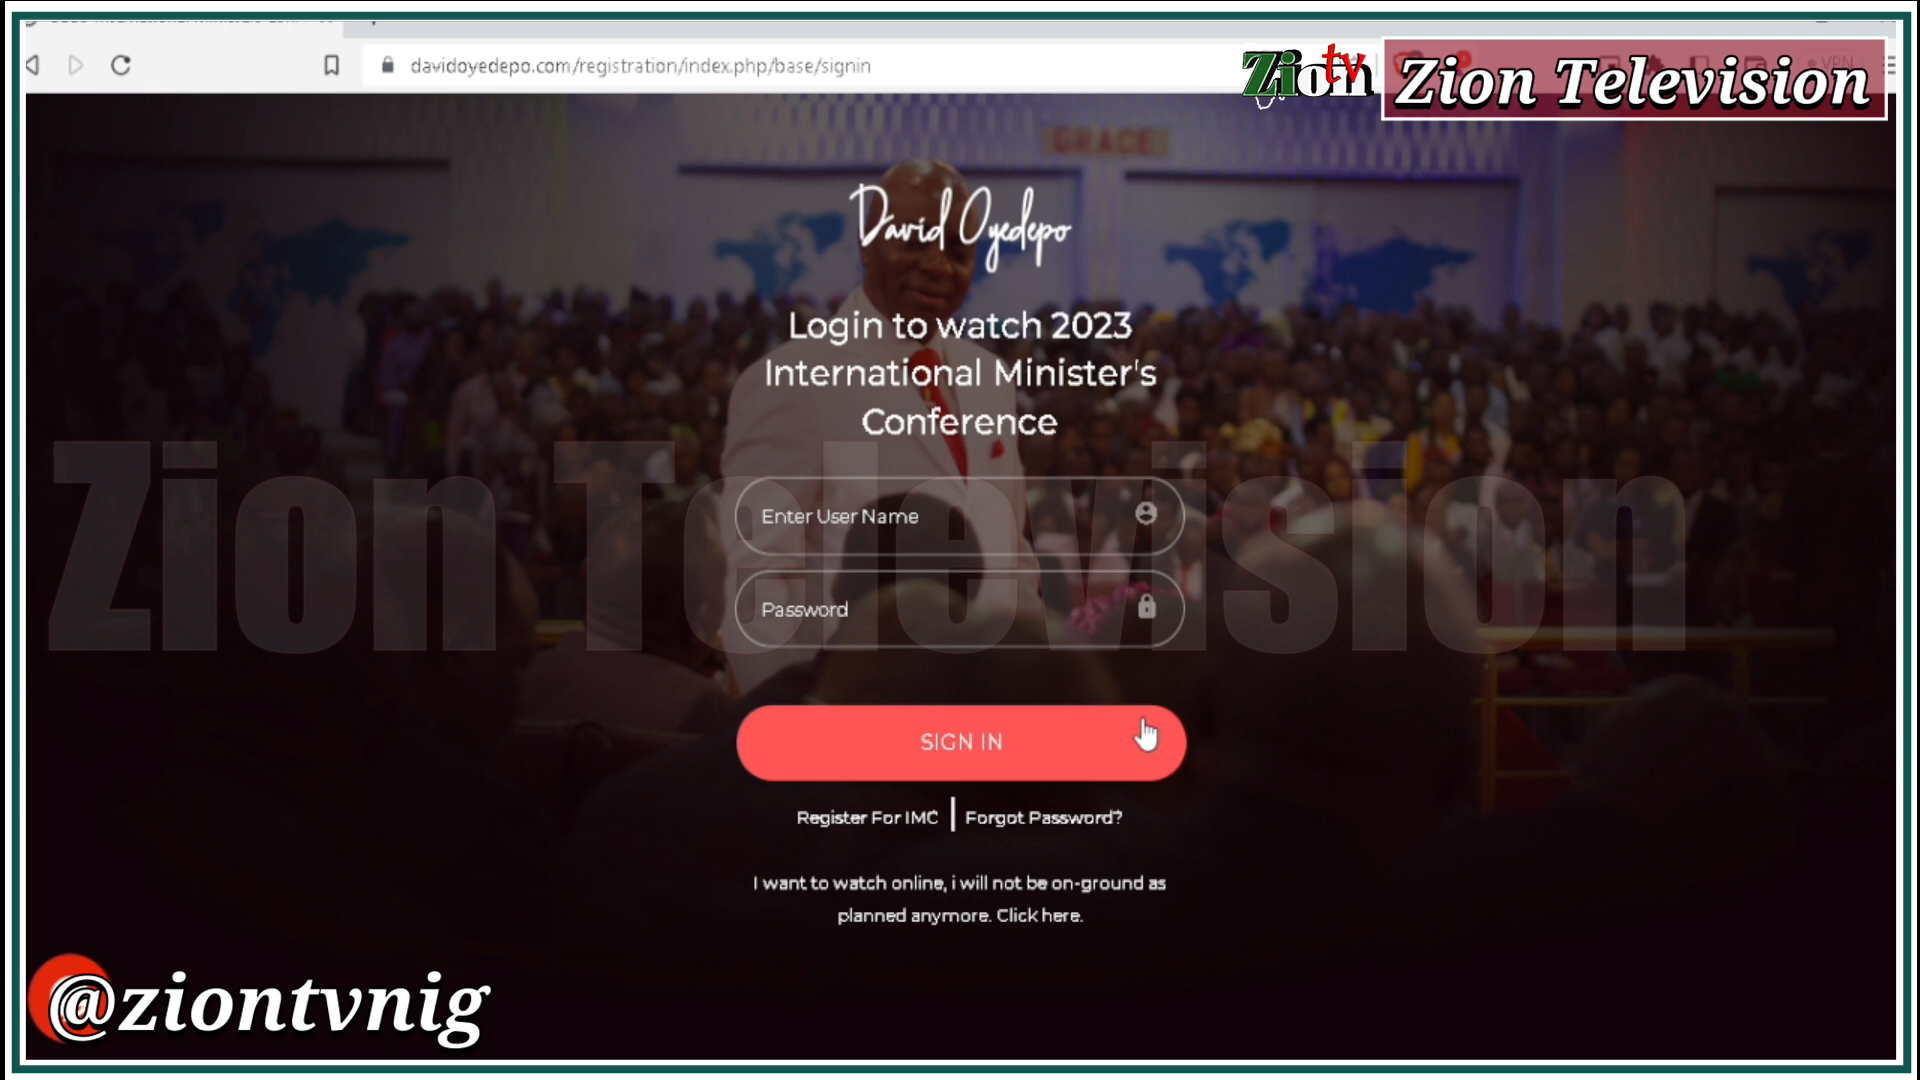 davidoyedepo.com/registration/index.php/base/signin
Zion tv
Zion Television
VPN
GRACE
David Oyedepo
Login to watch 2023
International Minister's
Conference
Zion Television
Enter User Name
Password
SIGN IN
Register For IMC | Forgot Password?
I want to watch online, i will not be on-ground as
planned anymore. Click here.
@ziontvnig